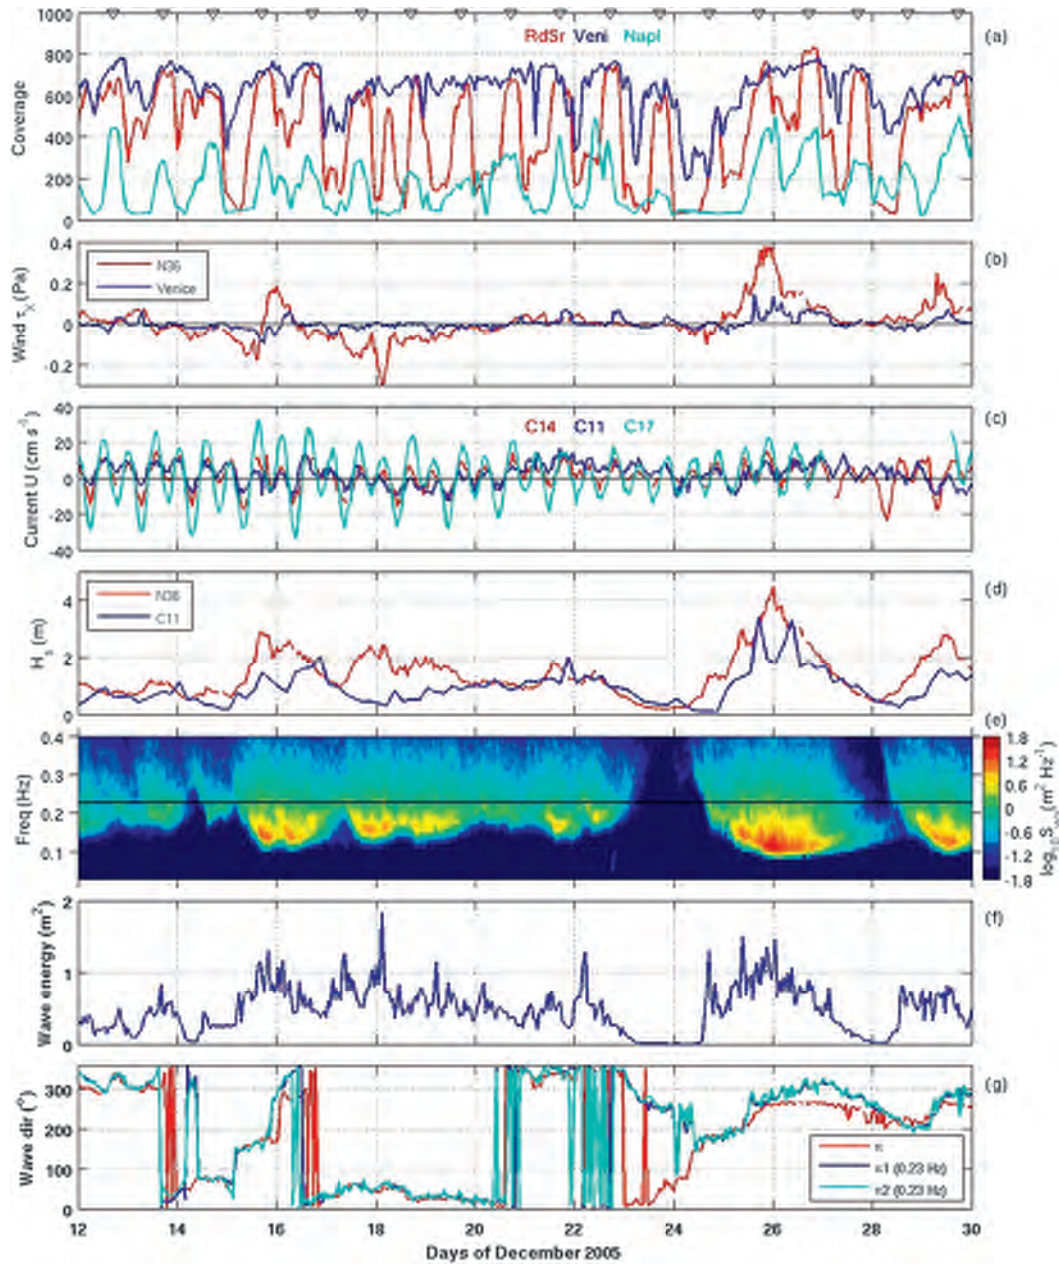 RdSr Veni Napl
(a)
1000
800
600
400
200
0
Coverage
(b)
N36
Venice
0.4
0.2
0
-0.2
Wind τχ (Pa)
(c)
C14 C11 C17
40
20
0
-20
-40
Current U (cm s-1)
(d)
N36
C11
4
2
0
Hs (m)
(e)
0.4
0.3
0.2
0.1
Freq (Hz)
1.8
1.2
0.6
0
-0.6
-1.2
-1.8
(f)
2
1
0
Wave energy (m2)
(g)
300
200
100
0
Wave dir (°)
π
π1 (0.23 Hz)
π2 (0.23 Hz)
12 14 16 18 20 22 24 26 28 30
Days of December 2005